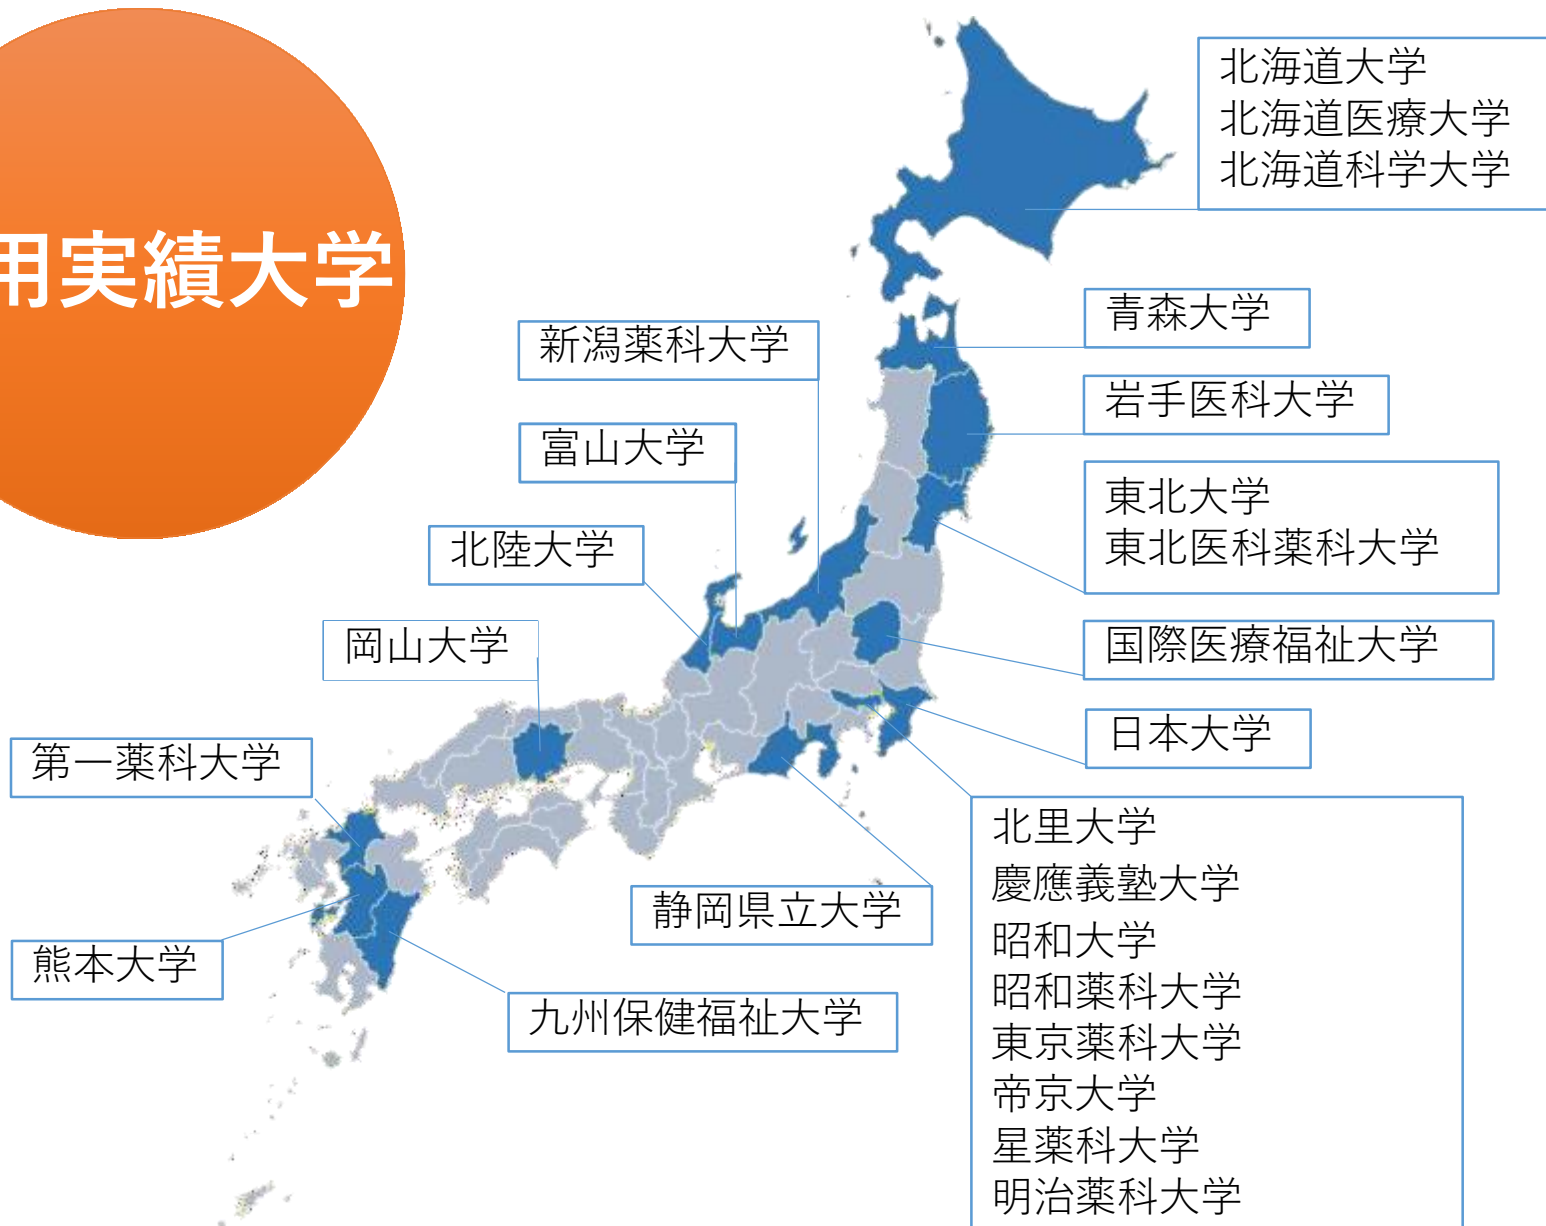 用実績大学
北海道大学
北海道医療大学
北海道科学大学
青森大学
新潟薬科大学
岩手医科大学
富山大学
東北大学
東北医科薬科大学
北陸大学
岡山大学
国際医療福祉大学
日本大学
第一薬科大学
北里大学
慶應義塾大学
昭和大学
昭和薬科大学
東京薬科大学
帝京大学
星薬科大学
明治薬科大学
静岡県立大学
熊本大学
九州保健福祉大学